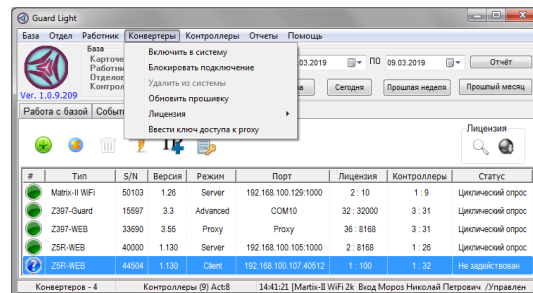 Guard Light
База Отдел Работник Конвертеры Контроллеры Отчеты Помощь
База
Включить в систему
Блокировать подключение
Удалить из системы
Обновить прошивку
Лицензия
Ввести ключ доступа к proxy
.03.2019 ПО 09.03.2019 Отчёт
Сегодня Прошлая неделя Прошлый месяц
Ver. 1.0.9.209
Работа с базой
Лицензия
# Тип S/N Версия Режим Порт Лицензия Контроллеры Статус
Matrix-II WiFi 50103 1.26 Server 192.168.100.129:1000 2 : 10 1 : 9 Циклический опрос
Z397-Guard 15597 3.3 Advanced COM10 32 : 32000 3 : 31 Циклический опрос
Z397-WEB 33690 3.55 Proxy Proxy 36 : 8168 3 : 31 Циклический опрос
Z5R-WEB 40000 1.130 Server 192.168.100.105:1000 2 : 8168 1 : 26 Циклический опрос
Z5R-WEB 44504 1.130 Client 192.168.100.107:40512 1 : 100 1 : 32 Не задействован
Конвертеров - 4 Контроллеры (9) Act:8 14:41:21 [Martix-II WiFi 2k Вход Мороз Николай Петрович /Управлен